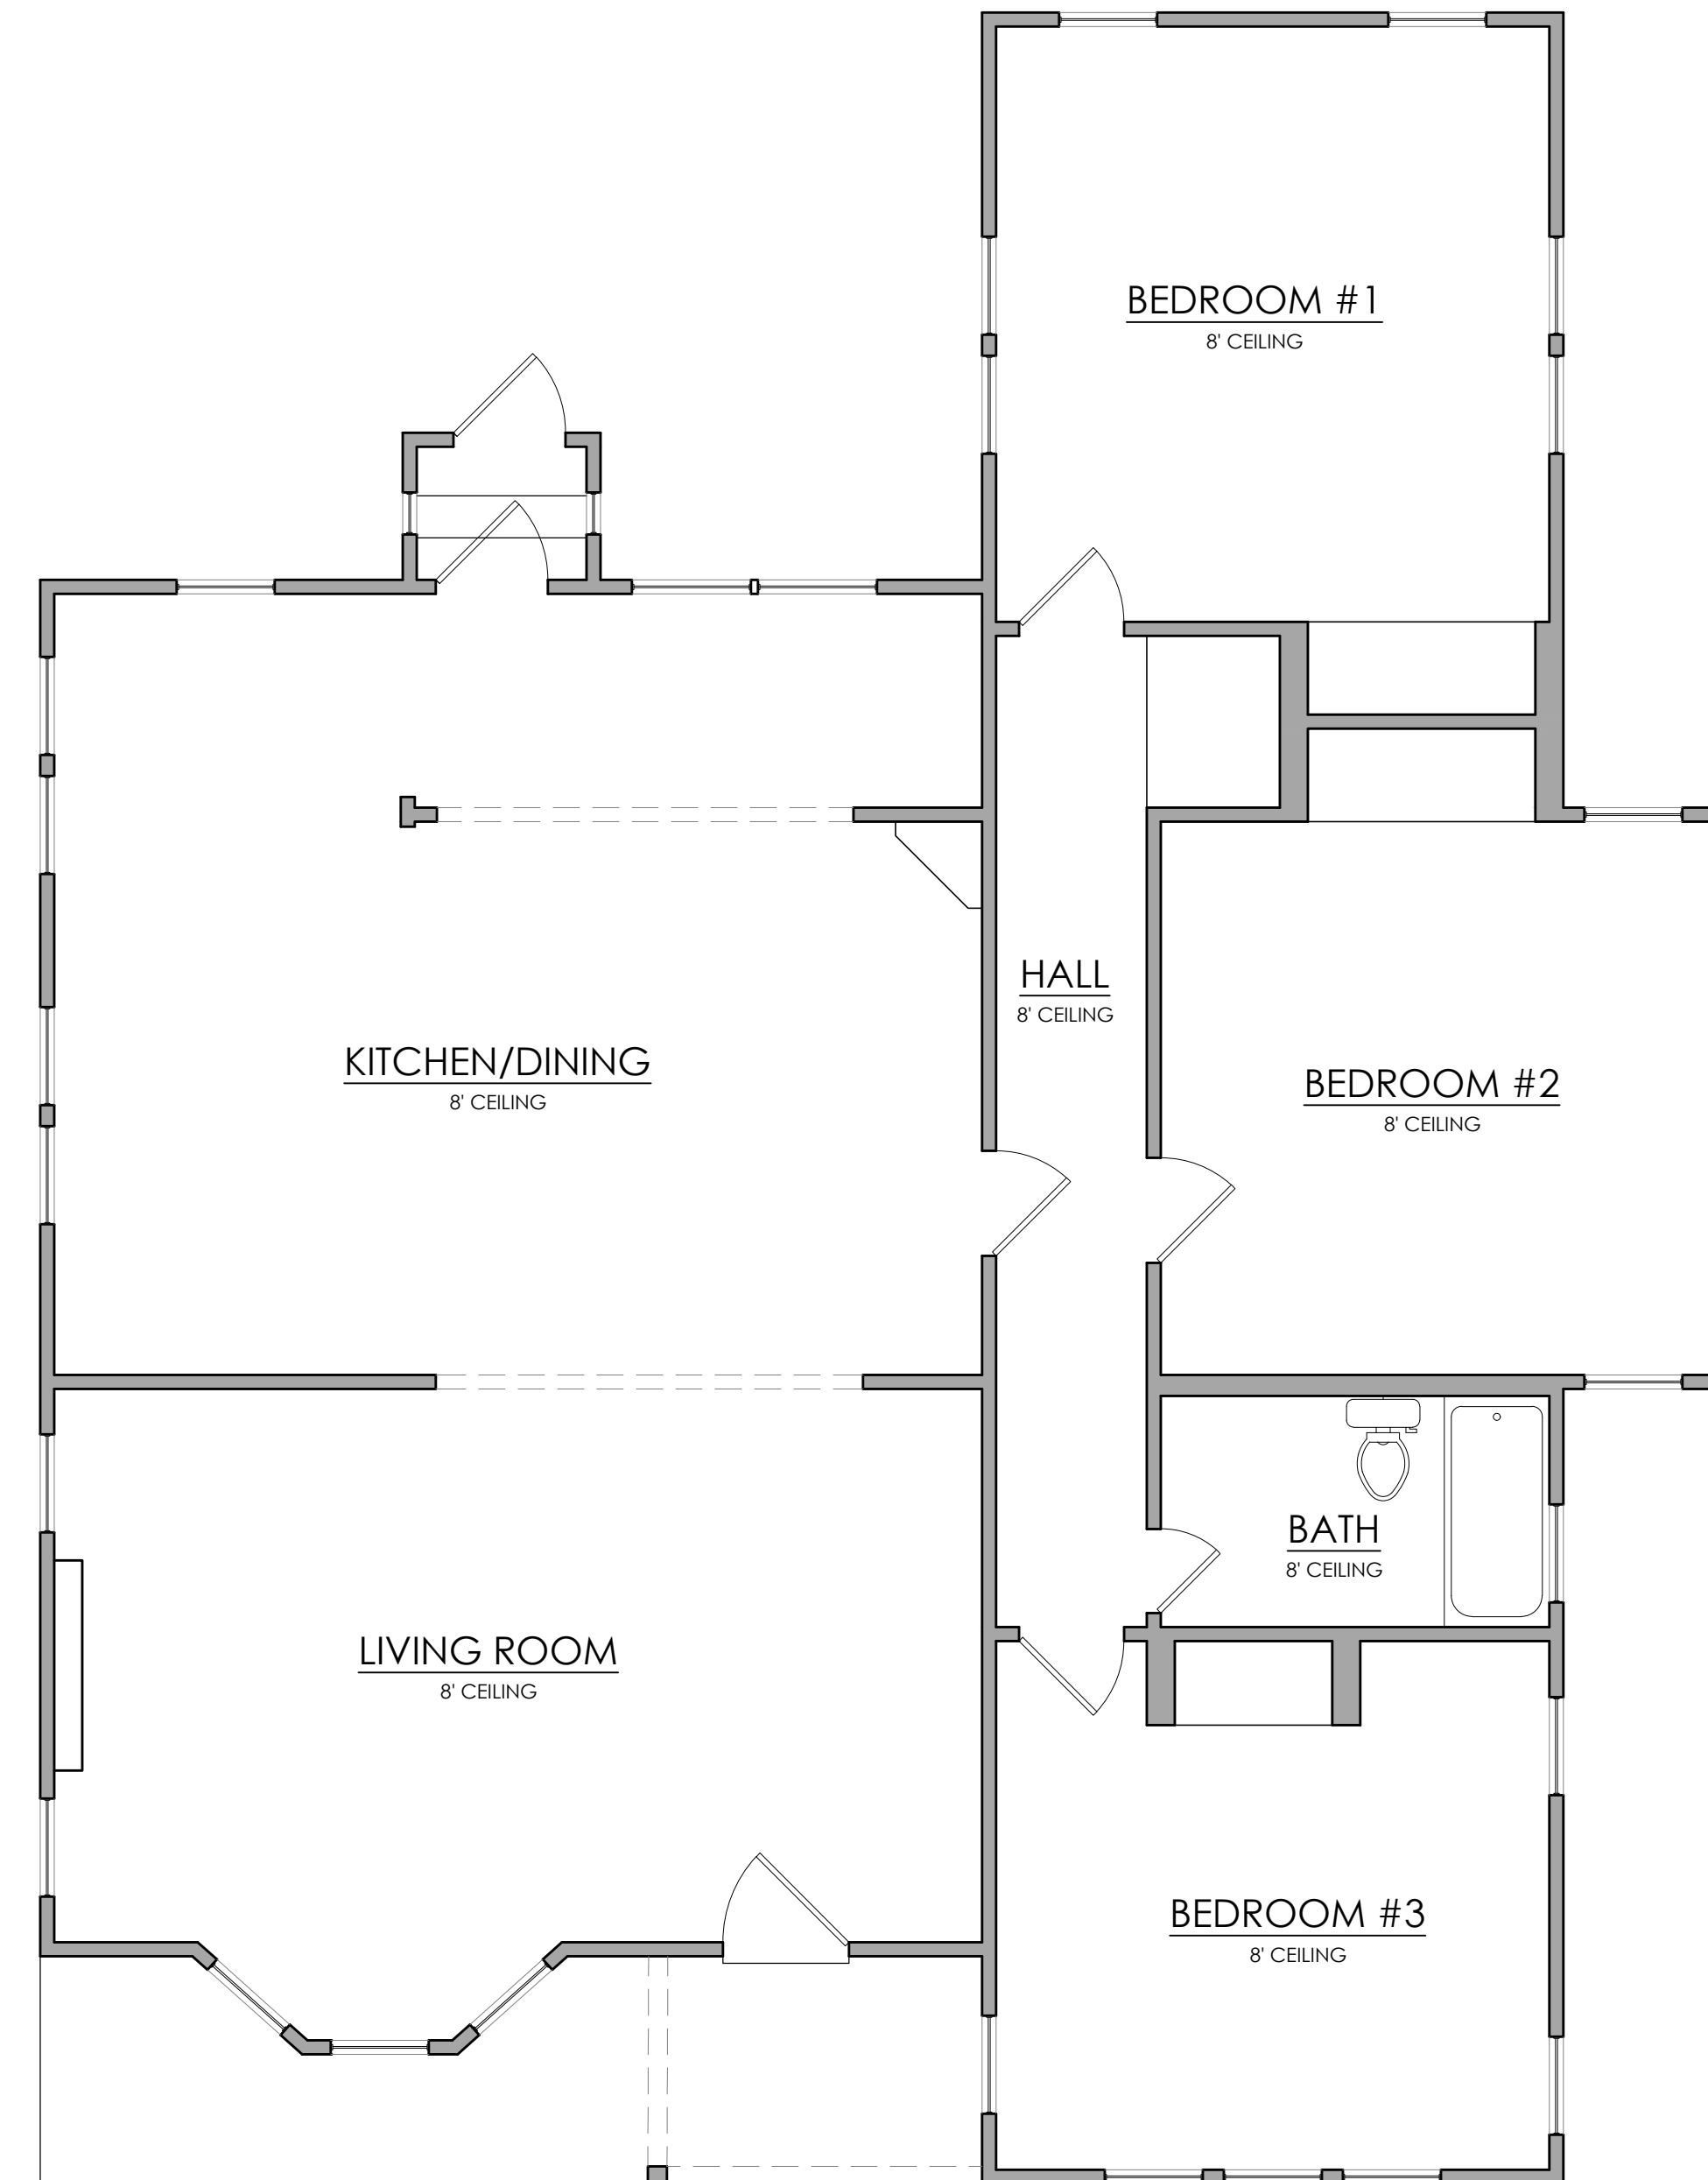 BEDROOM #1
8' CEILING
HALL
8' CEILING
KITCHEN/DINING
8' CEILING
BEDROOM #2
8' CEILING
BATH
8' CEILING
LIVING ROOM
8' CEILING
BEDROOM #3
8' CEILING